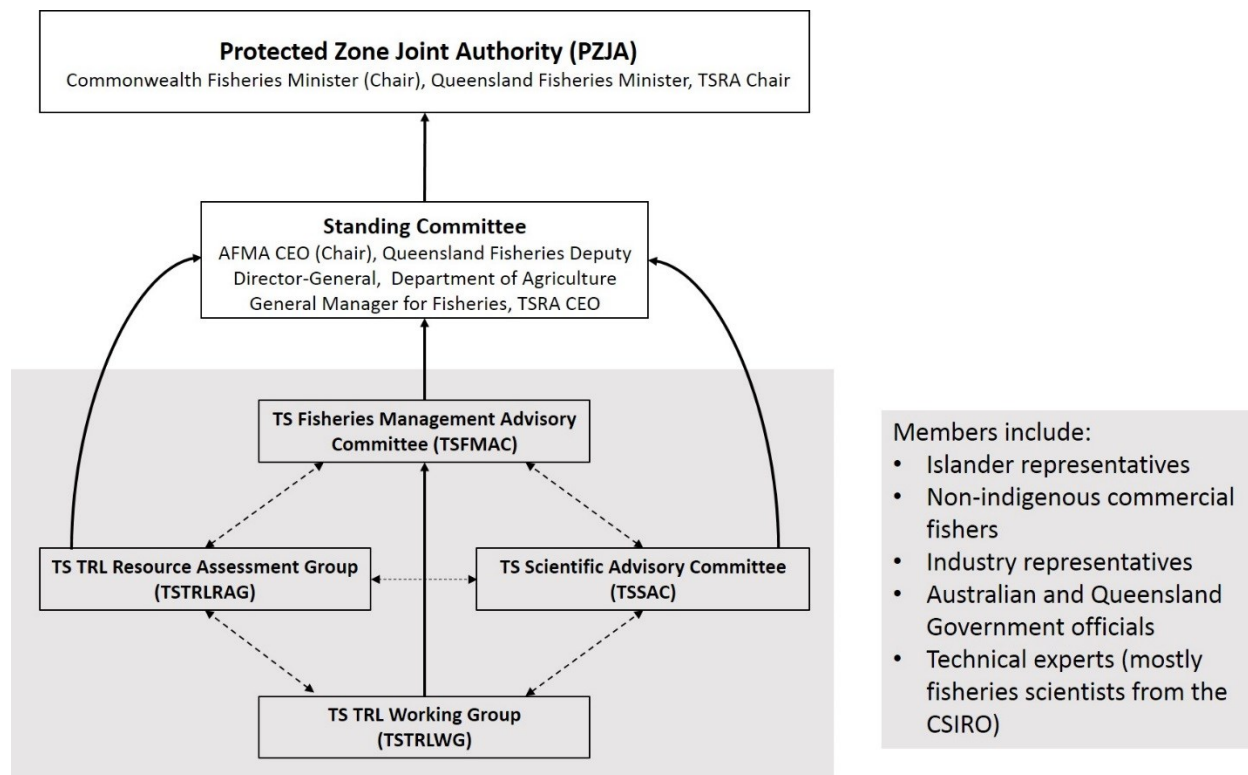 Protected Zone Joint Authority (PZJA)
Commonwealth Fisheries Minister (Chair), Queensland Fisheries Minister, TSRA Chair
Standing Committee
AFMA CEO (Chair), Queensland Fisheries Deputy
Director-General, Department of Agriculture
General Manager for Fisheries, TSRA CEO
TS Fisheries Management Advisory
Committee (TSFMAC)
TS TRL Resource Assessment Group
(TSTRLRAG)
TS Scientific Advisory Committee
(TSSAC)
TS TRL Working Group
(TSTRLWG)
Members include:
• Islander representatives
• Non-indigenous commercial
fishers
• Industry representatives
• Australian and Queensland
Government officials
• Technical experts (mostly
fisheries scientists from the
CSIRO)